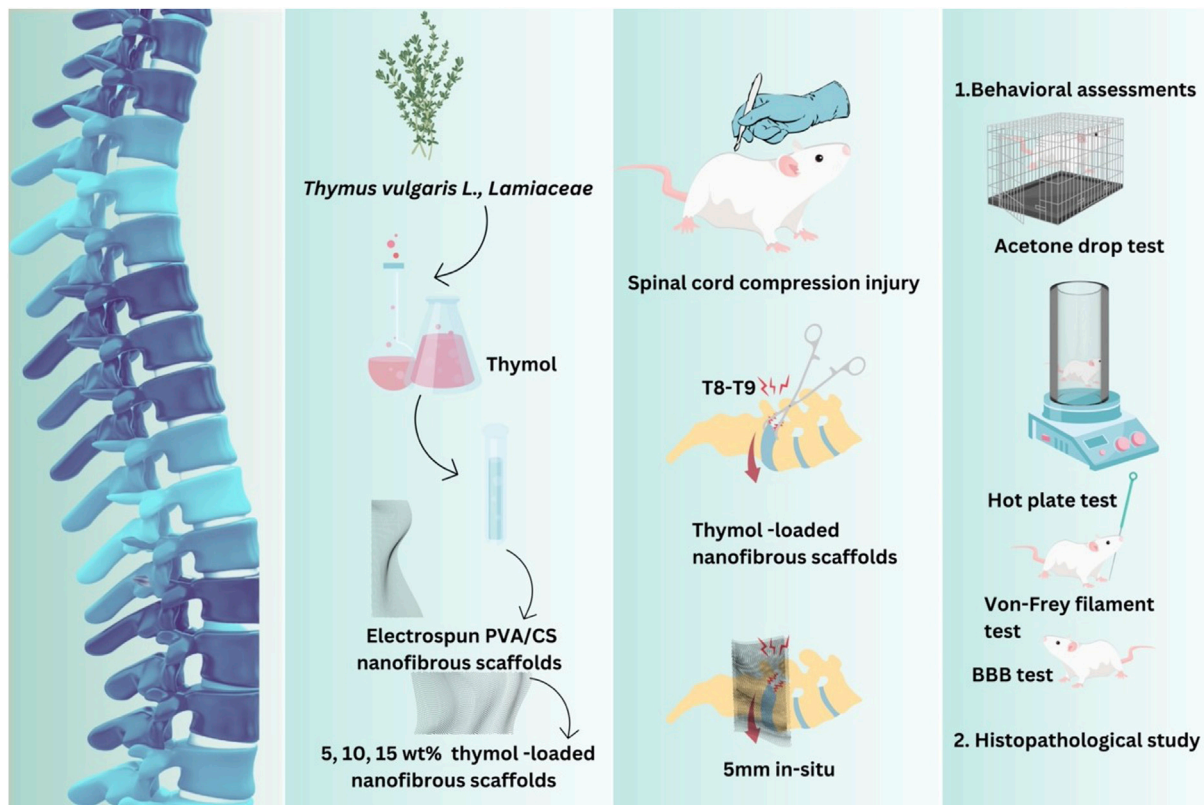 Thymus vulgaris L., Lamiaceae
Thymol
Electrospun PVA/CS
nanofibrous scaffolds
5, 10, 15 wt% thymol -loaded
nanofibrous scaffolds
Spinal cord compression injury
T8-T9
Thymol -loaded
nanofibrous scaffolds
5mm in-situ
1.Behavioral assessments
Acetone drop test
Hot plate test
Von-Frey filament
test
BBB test
2. Histopathological study